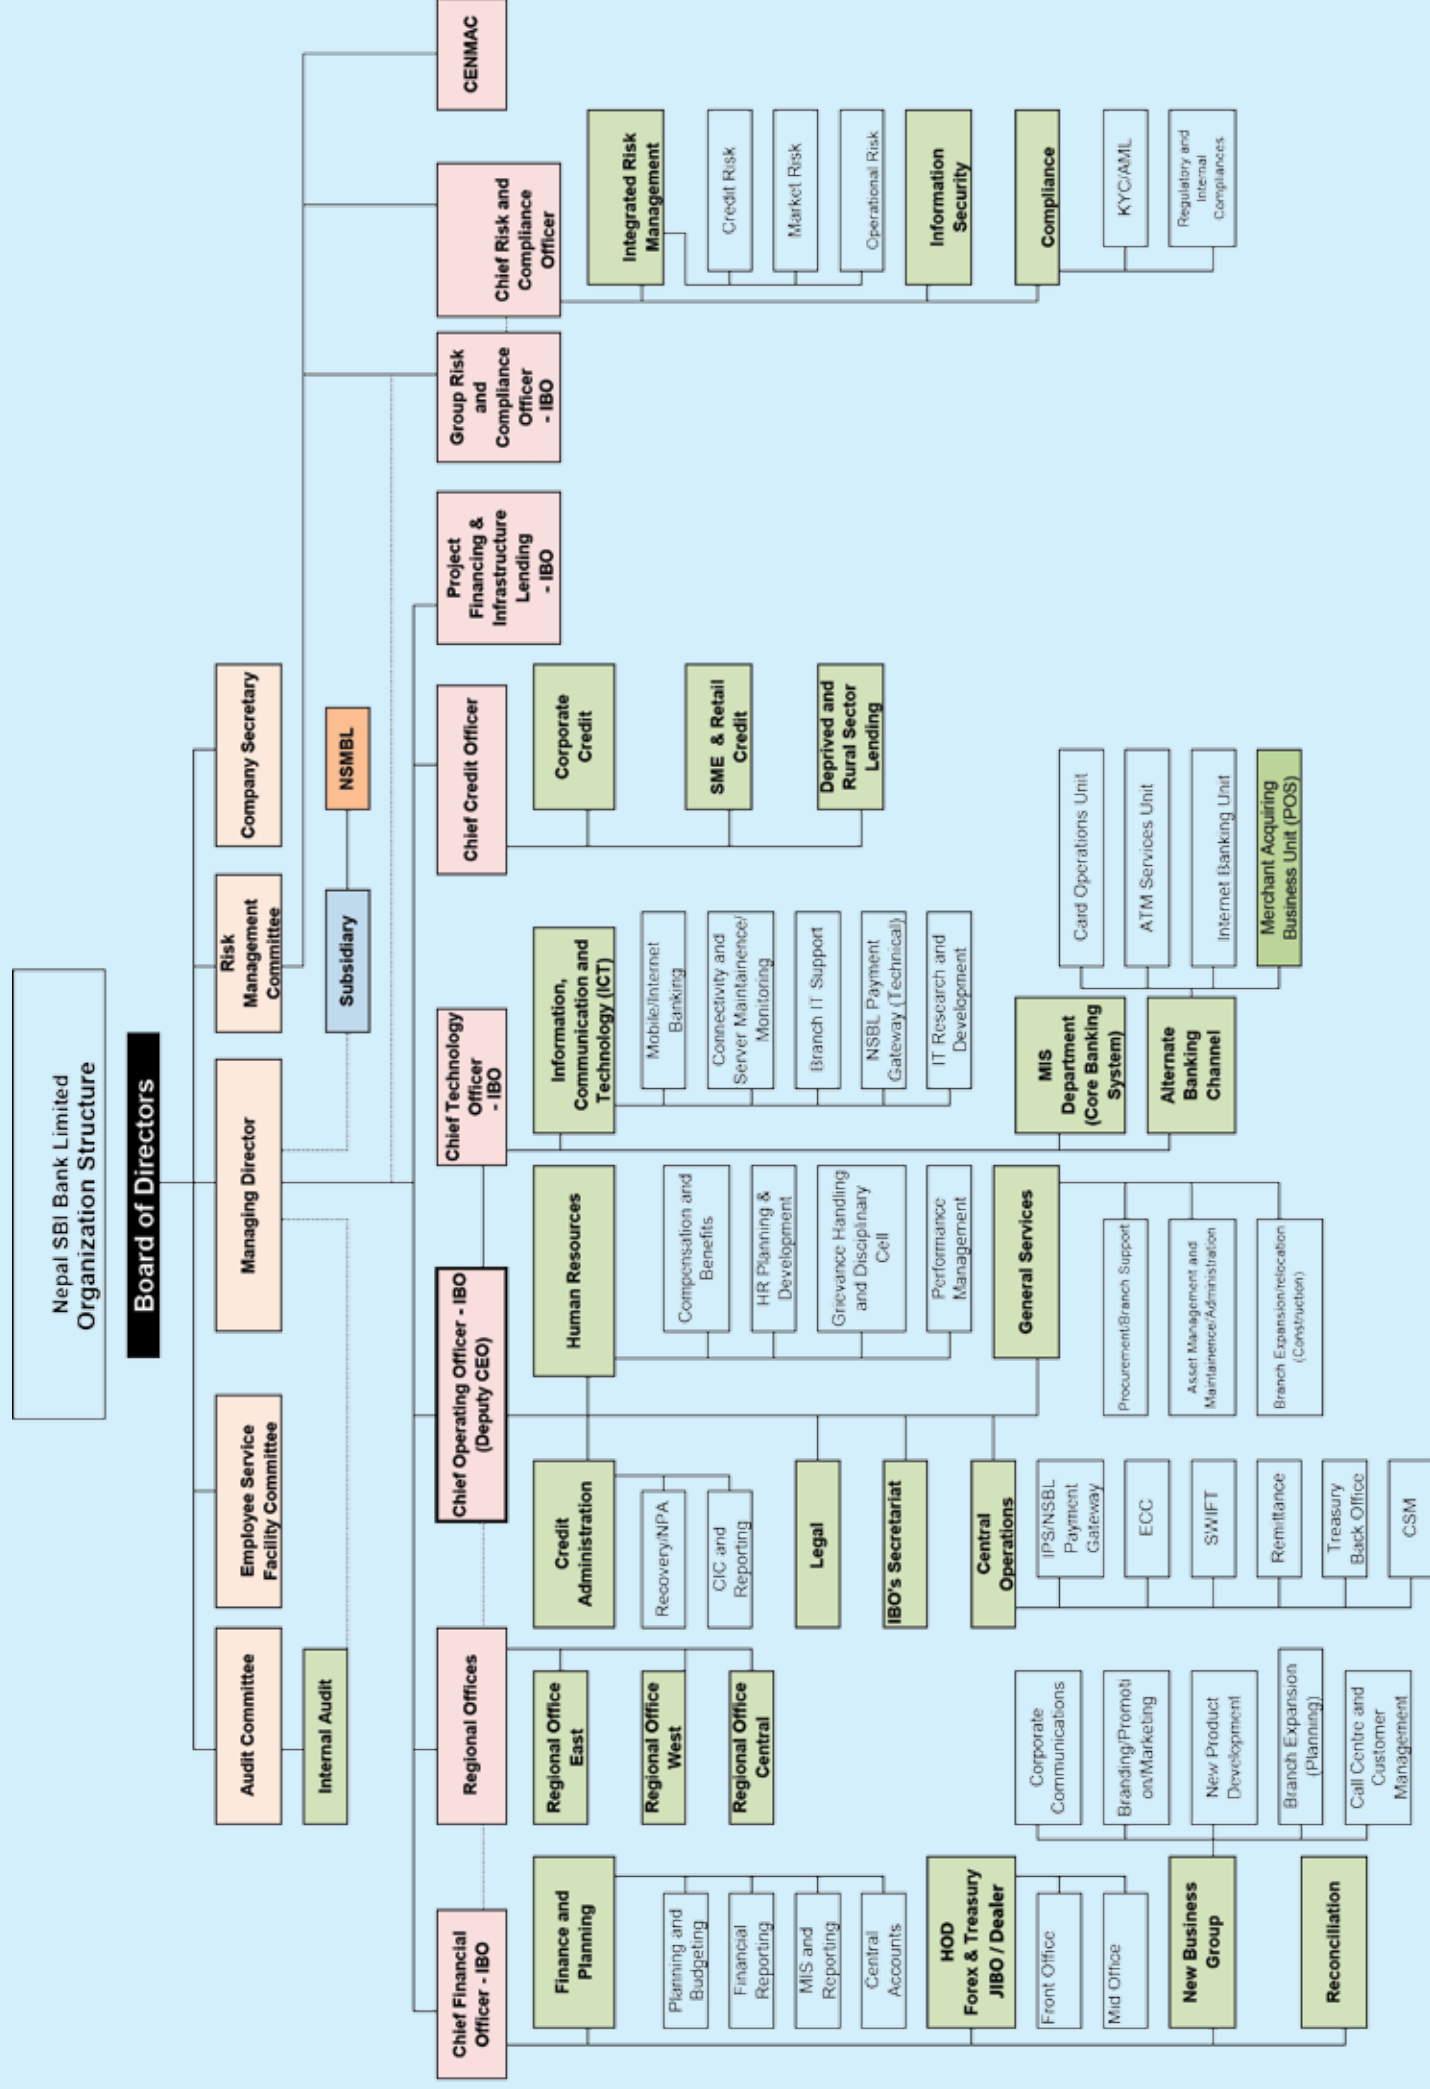 Nepal SBI Bank Limited
Organization Structure
Board of Directors
Audit Committee
Internal Audit
Employee Service
Facility Committee
Managing Director
Risk
Management
Committee
Company Secretary
Subsidiary
NSMBL
Chief Financial
Officer - IBO
Regional Offices
Chief Operating Officer - IBO
(Deputy CEO)
Chief Technology
Officer
- IBO
Chief Credit Officer
Project
Financing &
Infrastructure
Lending
- IBO
Group Risk
and
Compliance
Officer
- IBO
Chief Risk and
Compliance
Officer
CENMAC
Finance and
Planning
Planning and
Budgeting
Financial
Reporting
MIS and
Reporting
Central
Accounts
HOD
Forex & Treasury
JIBO / Dealer
Front Office
Mid Office
New Business
Group
Corporate
Communications
Branding/Promoti
on/Marketing
New Product
Development
Branch Expansion
(Planning)
Call Centre and
Customer
Management
Reconciliation
Regional Office
East
Regional Office
West
Regional Office
Central
Credit
Administration
Recovery/NPA
CIC and
Reporting
Legal
IBO's Secretariat
Central
Operations
IPS/NSBL
Payment
Gateway
ECC
SWIFT
Remittance
Treasury
Back Office
CSM
Human Resources
Compensation and
Benefits
HR Planning &
Development
Grievance Handling
and Disciplinary
Cell
Performance
Management
General Services
Procurement/Branch Support
Asset Management and
Maintainence/Administration
Branch Expansion/relocation
(Construction)
Information,
Communication and
Technology (ICT)
Mobile/Internet
Banking
Connectivity and
Server Maintainence/
Monitoring
Branch IT Support
NSBL Payment
Gateway (Technical)
IT Research and
Development
MIS
Department
(Core Banking
System)
Alternate
Banking
Channel
Card Operations Unit
ATM Services Unit
Internet Banking Unit
Merchant Acquiring
Business Unit (POS)
Corporate
Credit
SME & Retail
Credit
Deprived and
Rural Sector
Lending
Integrated Risk
Management
Credit Risk
Market Risk
Operational Risk
Information
Security
Compliance
KYC/AML
Regulatory and
Internal
Compliances